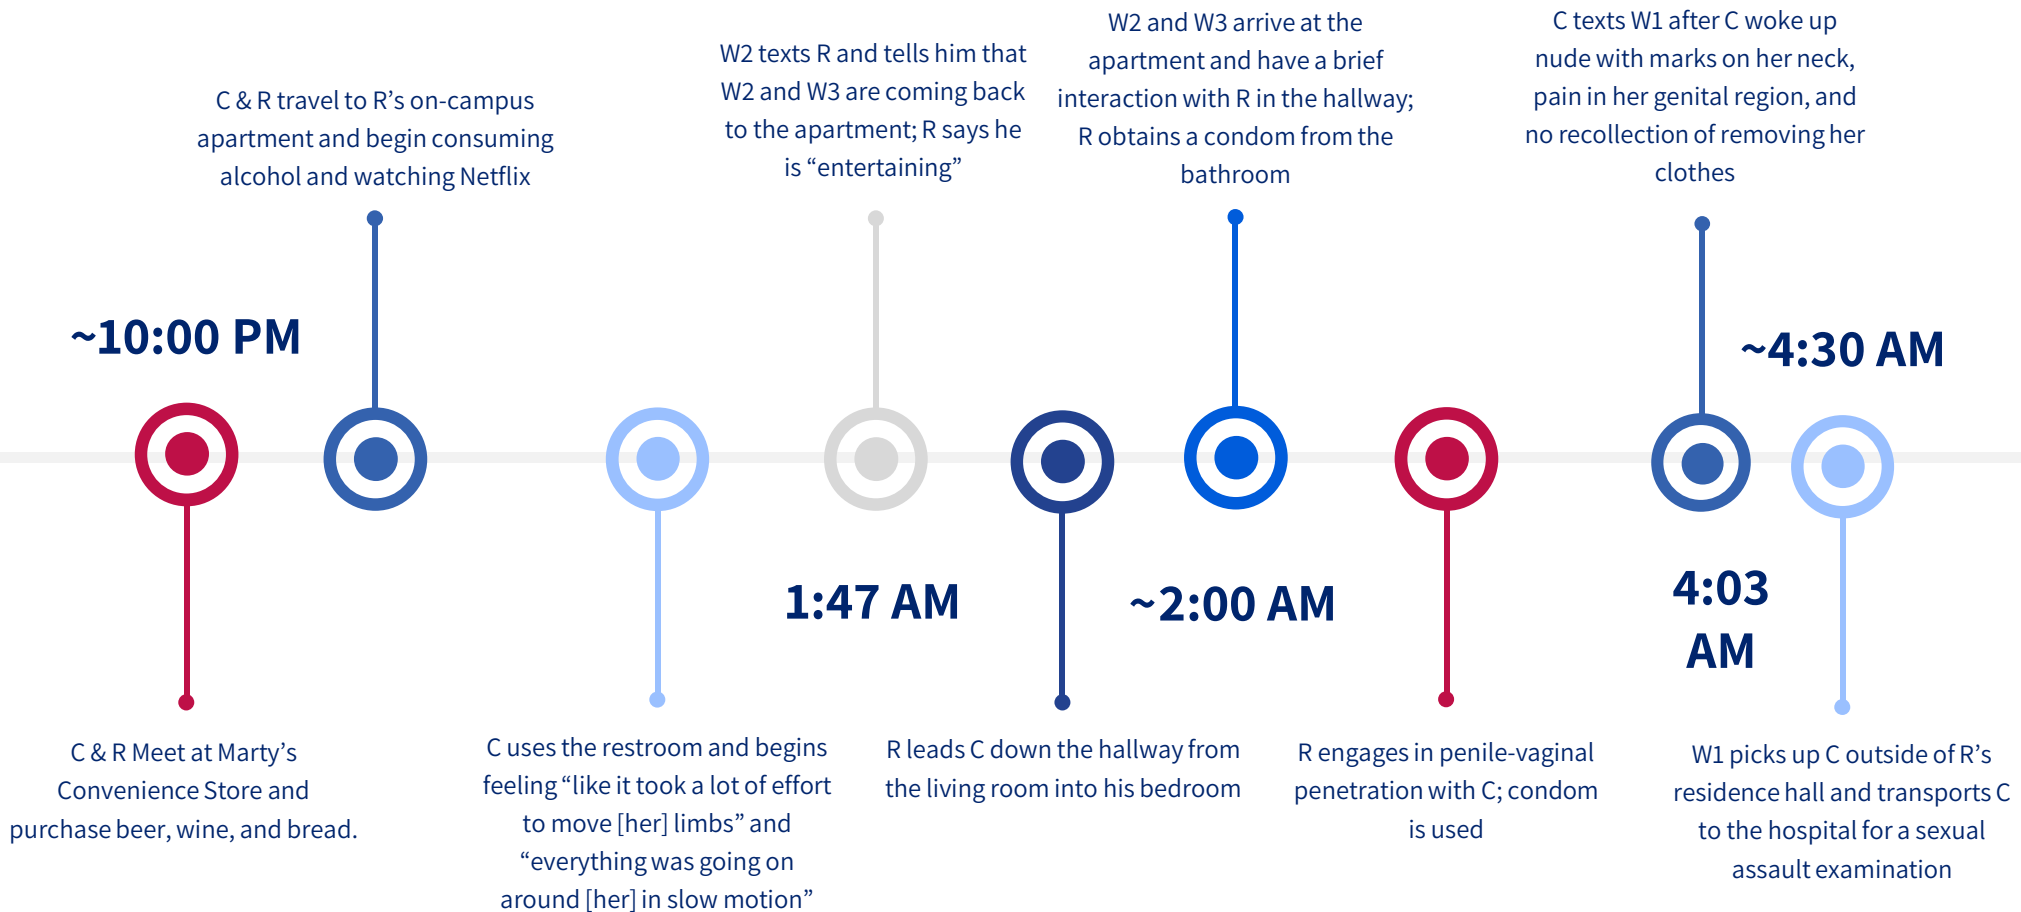 ~10:00 PM
C & R Meet at Marty’s
Convenience Store and
purchase beer, wine, and bread.
C & R travel to R’s on-campus
apartment and begin consuming
alcohol and watching Netflix
C uses the restroom and begins
feeling “like it took a lot of effort
to move [her] limbs” and
“everything was going on
around [her] in slow motion”
W2 texts R and tells him that
W2 and W3 are coming back
to the apartment; R says he
is “entertaining”
1:47 AM
R leads C down the hallway from
the living room into his bedroom
W2 and W3 arrive at the
apartment and have a brief
interaction with R in the hallway;
R obtains a condom from the
bathroom
~2:00 AM
R engages in penile-vaginal
penetration with C; condom
is used
C texts W1 after C woke up
nude with marks on her neck,
pain in her genital region, and
no recollection of removing her
clothes
4:03
AM
~4:30 AM
W1 picks up C outside of R’s
residence hall and transports C
to the hospital for a sexual
assault examination